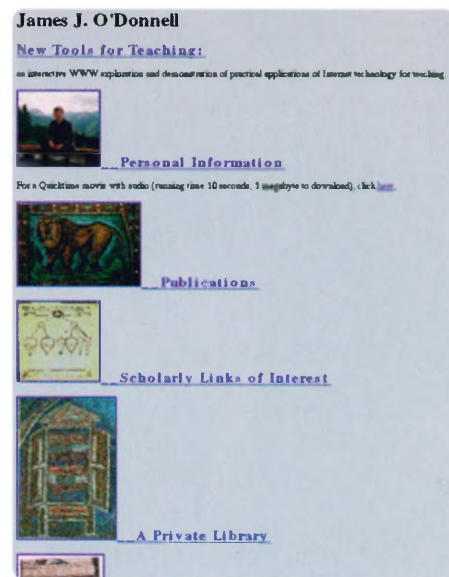 James J. O'Donnell
New Tools for Teaching:
an interactive WWW exploration and demonstration of practical applications of Internet technology for teaching.
Personal Information
For a Quicktime movie with audio (running time 10 seconds, 1 megabyte to download), click here.
Publications
Scholarly Links of Interest
A Private Library